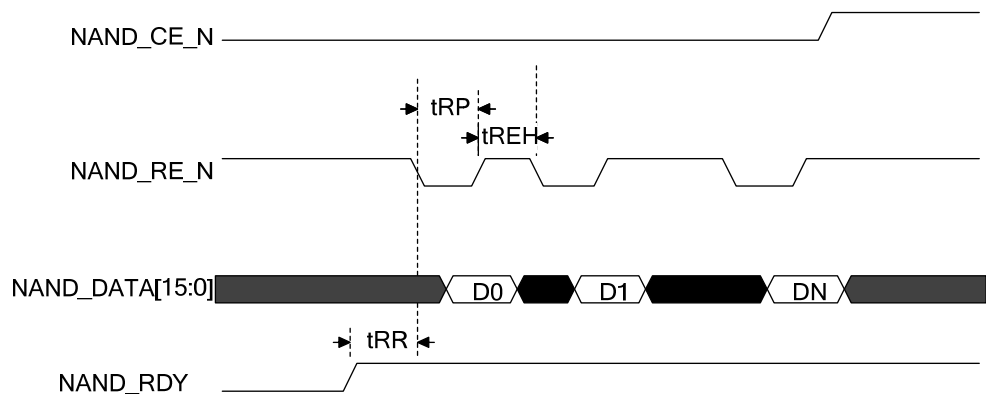 NAND_CE_N
tRP
tREH
NAND_RE_N
NAND_DATA[15:0]
D0
D1
DN
tRR
NAND_RDY